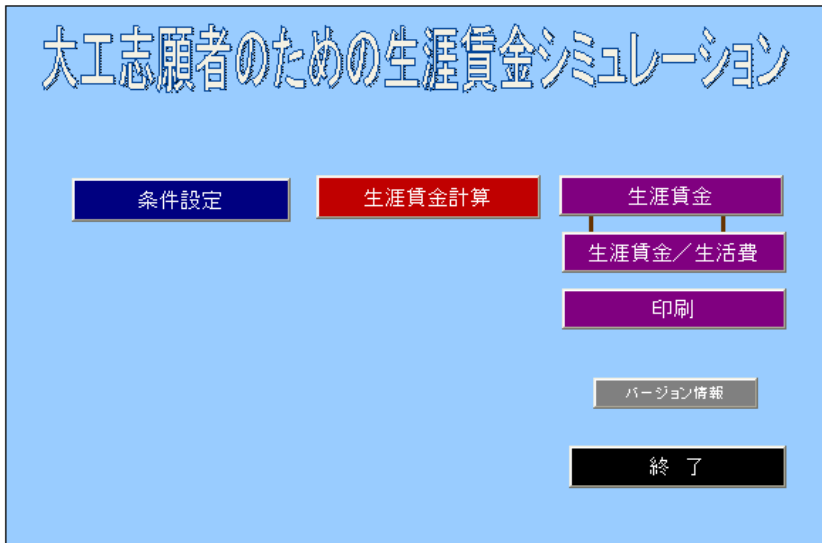 大工志願者のための生涯賃金シミュレーション
条件設定
生涯賃金計算
生涯賃金
生涯賃金／生活費
印刷
バージョン情報
終 了